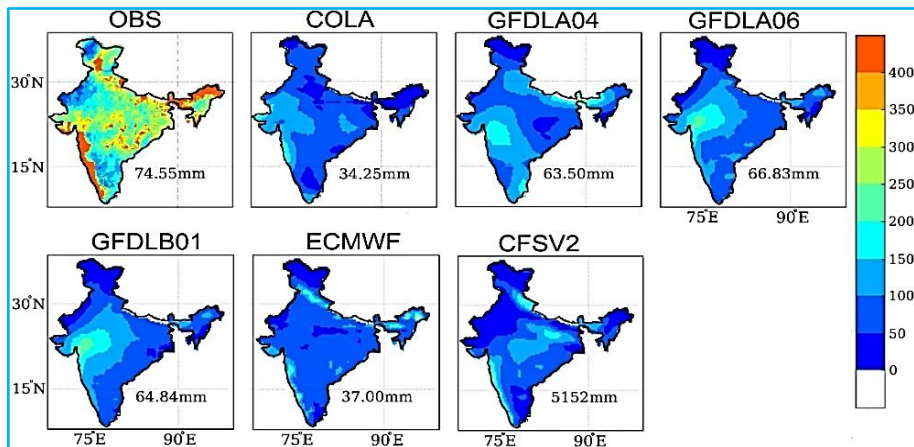 OBS COLA GFDLA04 GFDLA06
30°N
15°N
74.55mm 34.25mm 63.50mm 66.83mm
75°E 90°E
GFDLB01 ECMWF CFSV2
30°N
15°N
64.84mm 37.00mm 5152mm
75°E 90°E 75°E 90°E 75°E 90°E
400
350
300
250
200
150
100
50
0